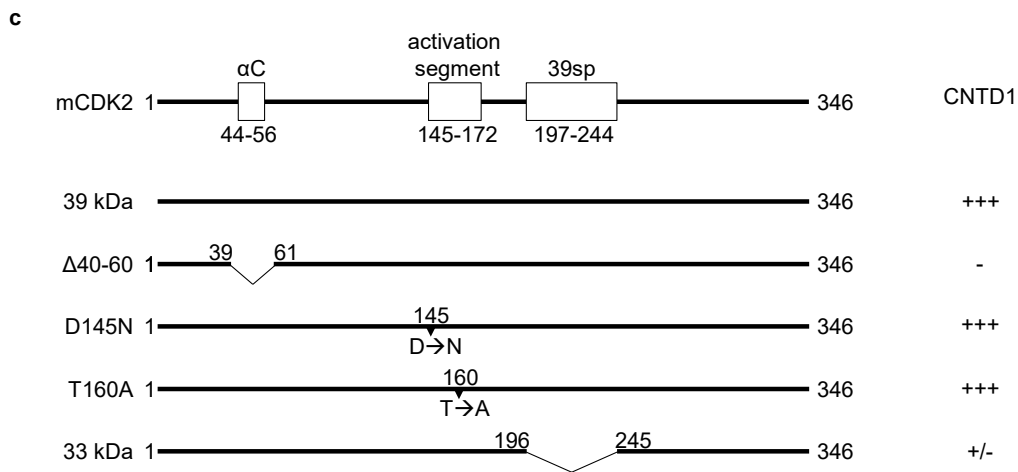 c
activation
αC segment 39sp
mCDK2 1 346 CNTD1
44-56 145-172 197-244
39 kDa 346 +++
39 61
Δ40-60 1 346 -
145
D145N 1 346 +++
D→N
160
T160A 1 346 +++
T→A
196 245
33 kDa 1 346 +/-